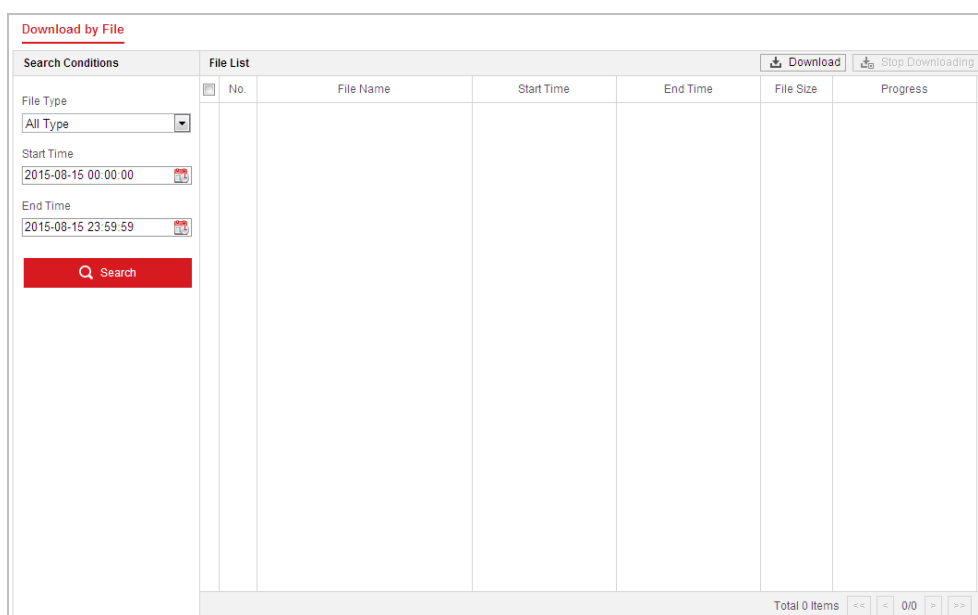 Download by File
Search Conditions
File List
Download
Stop Downloading
No.
File Name
Start Time
End Time
File Size
Progress
File Type
All Type
Start Time
2015-08-15 00:00:00
End Time
2015-08-15 23:59:59
Search
Total 0 Items << < 0/0 > >>